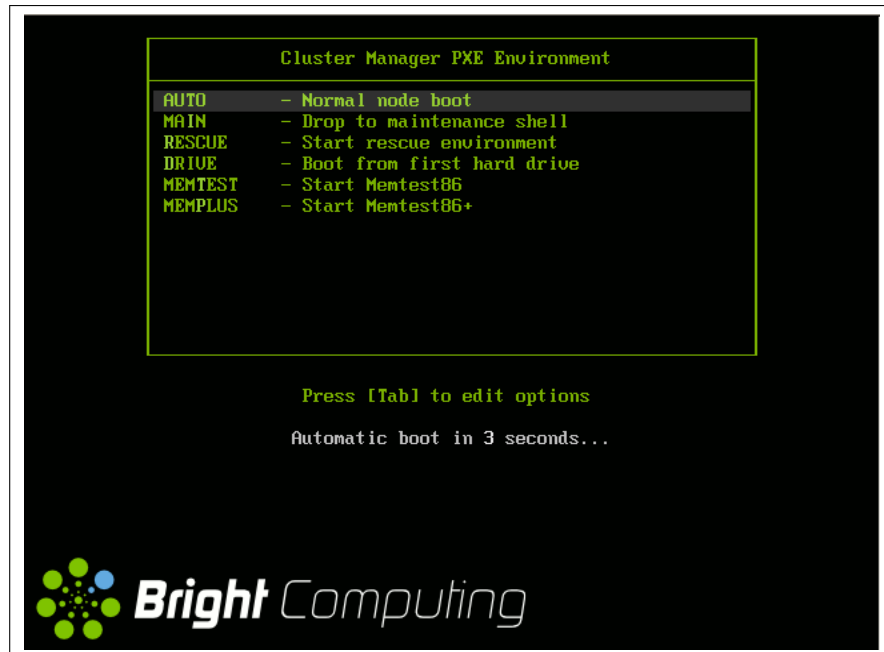 Cluster Manager PXE Environment
AUTO - Normal node boot
MAIN - Drop to maintenance shell
RESCUE - Start rescue environment
DRIVE - Boot from first hard drive
MEMTEST - Start Memtest86
MEMPLUS - Start Memtest86+
Press [Tab] to edit options
Automatic boot in 3 seconds...
Bright Computing